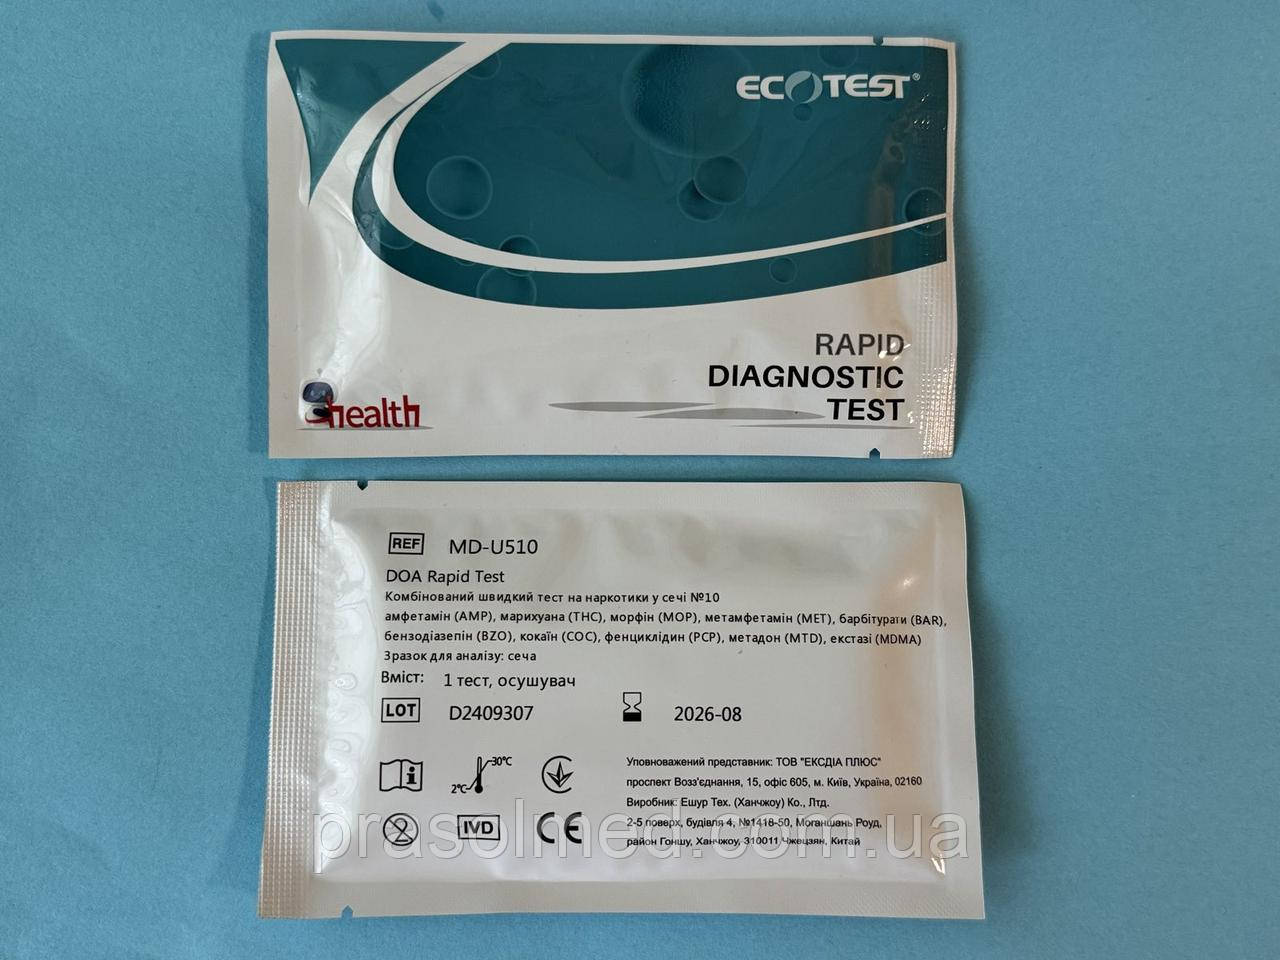 ECOTEST®
RAPID
DIAGNOSTIC
TEST
health
REF MD-U510
DOA Rapid Test
Комбінований швидкий тест на наркотики у сечі №10
амфетамін (AMP), марихуана (THC), морфін (MOP), метамфетамін (MET), барбітурати (BAR),
бензодіазепін (BZO), кокаїн (COC), фенциклідин (PCP), метадон (MTD), екстазі (MDMA)
Зразок для аналізу: сеча
Вміст: 1 тест, осушувач
LOT D2409307 2026-08
2℃ 30℃
2
IVD CE
Уповноважений представник: ТОВ "ЕКСДІА ПЛЮС"
проспект Возз'єднання, 15, офіс 605, м. Київ, Україна, 02160
Виробник: Ешур Тех. (Ханчжоу) Ко., Лтд.
2-5 поверх, будівля 4, №1418-50, Моганшань Роуд,
район Гоншу, Ханчжоу, 310011 Чжецзян, Китай
prasolmed.com.ua